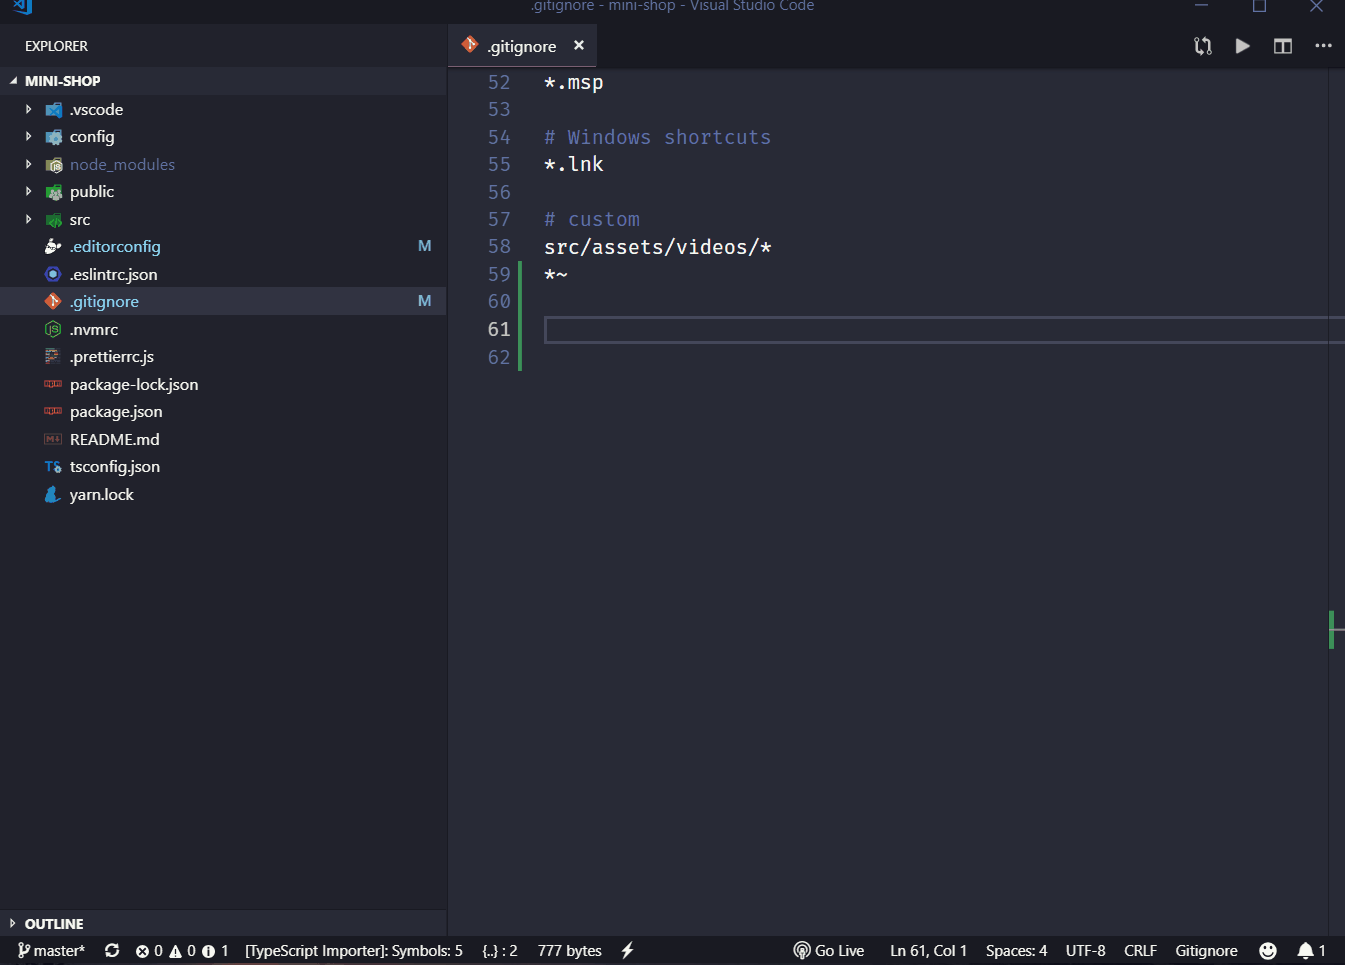 .gitignore - mini-shop - Visual Studio Code
EXPLORER
MINI-SHOP
.vscode
config
node_modules
public
src
.editorconfig M
.eslintrc.json
.gitignore M
.nvmrc
.prettierrc.js
package-lock.json
package.json
README.md
tsconfig.json
yarn.lock
OUTLINE
.gitignore
52 *.msp
53
54 # Windows shortcuts
55 *.lnk
56
57 # custom
58 src/assets/videos/*
59 *~
60
61
62
master* 0 0 1 [TypeScript Importer]: Symbols: 5 {..} : 2 777 bytes Go Live Ln 61, Col 1 Spaces: 4 UTF-8 CRLF Gitignore 1